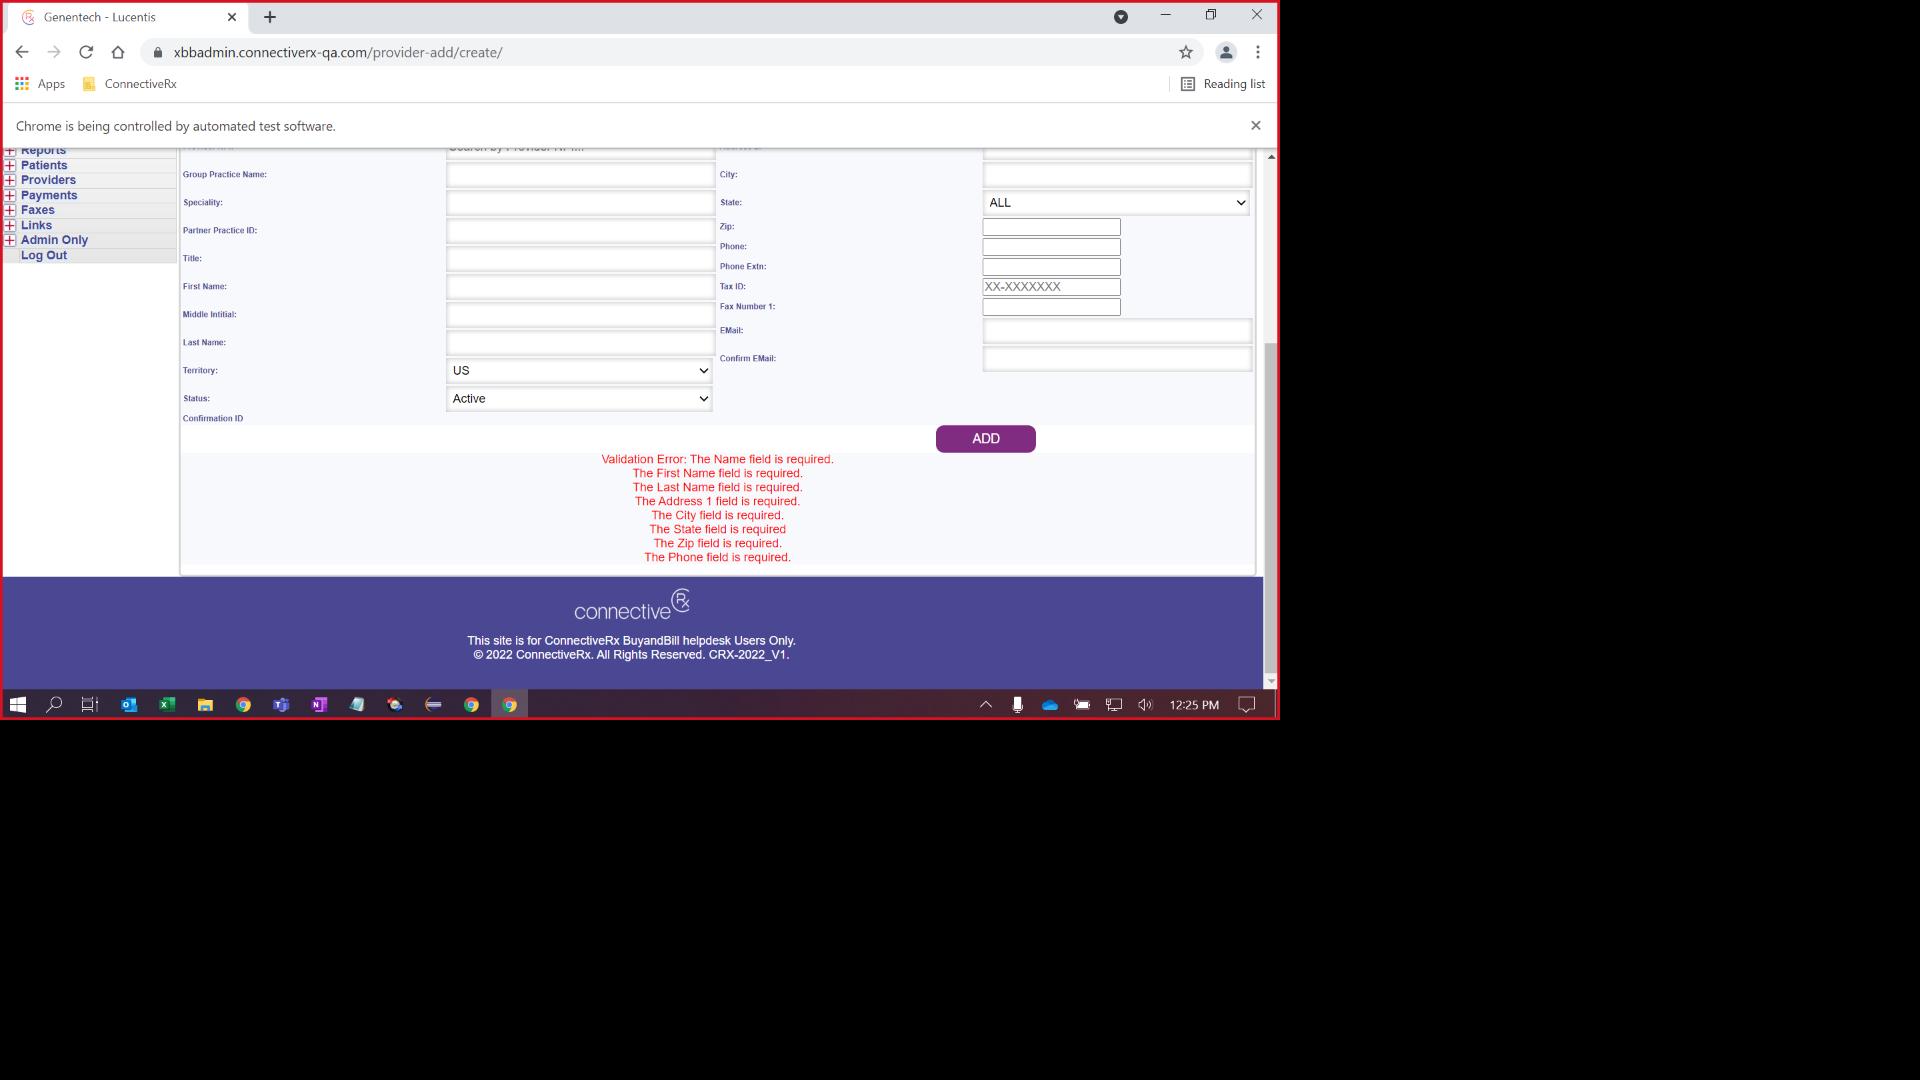 Genentech - Lucentis
xbbadmin.connectiverx-qa.com/provider-add/create/
Apps
ConnectiveRx
Reading list
Chrome is being controlled by automated test software.
Reports
Patients
Providers
Payments
Faxes
Links
Admin Only
Log Out
Group Practice Name:
Speciality:
Partner Practice ID:
Title:
First Name:
Middle Intitial:
Last Name:
Territory:
US
Status:
Active
Confirmation ID
City:
State:
ALL
Zip:
Phone:
Phone Extn:
Tax ID:
XX-XXXXXXX
Fax Number 1:
EMail:
Confirm EMail:
ADD
Validation Error: The Name field is required.
The First Name field is required.
The Last Name field is required.
The Address 1 field is required.
The City field is required.
The State field is required
The Zip field is required.
The Phone field is required.
connectiveRx
This site is for ConnectiveRx BuyandBill helpdesk Users Only.
© 2022 ConnectiveRx. All Rights Reserved. CRX-2022_V1.
12:25 PM